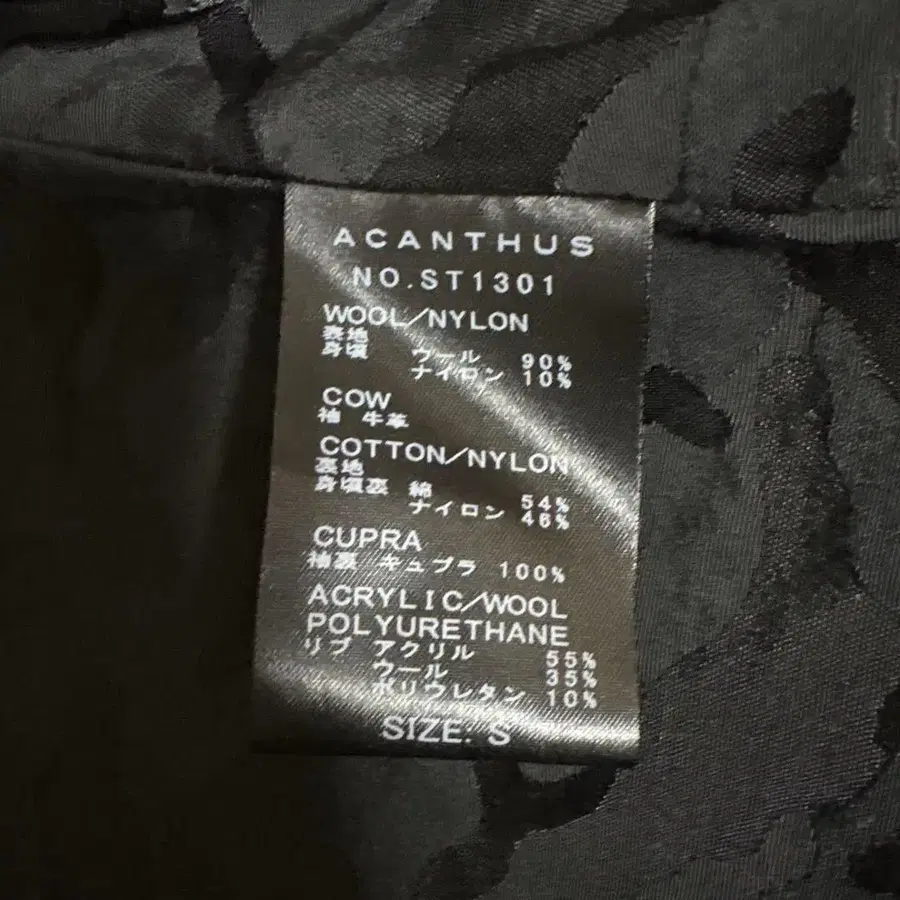 ACANTHUS
NO.ST1301
WOOL/NYLON
表地
身頃 ウール 90%
ナイロン 10%
COW
袖 牛革
COTTON/NYLON
裏地
身頃裏 綿 54%
ナイロン 46%
CUPRA
袖裏 キュプラ 100%
ACRYLIC/WOOL
POLYURETHANE
リブ アクリル 55%
ウール 35%
ポリウレタン 10%
SIZE: S